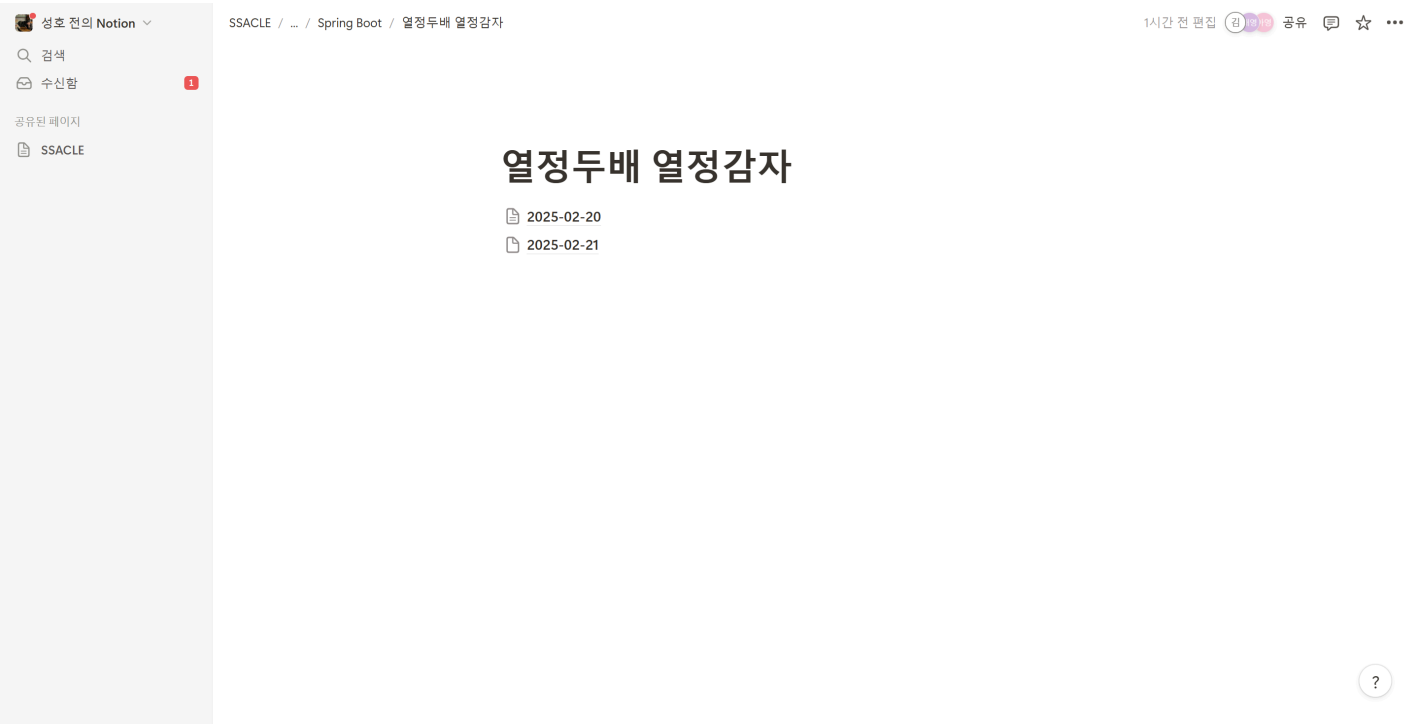 성호 전의 Notion
검색
수신함 1
공유된 페이지
SSACLE
SSACLE / ... / Spring Boot / 열정두배 열정감자
1시간 전 편집 김 공유
열정두배 열정감자
2025-02-20
2025-02-21
?